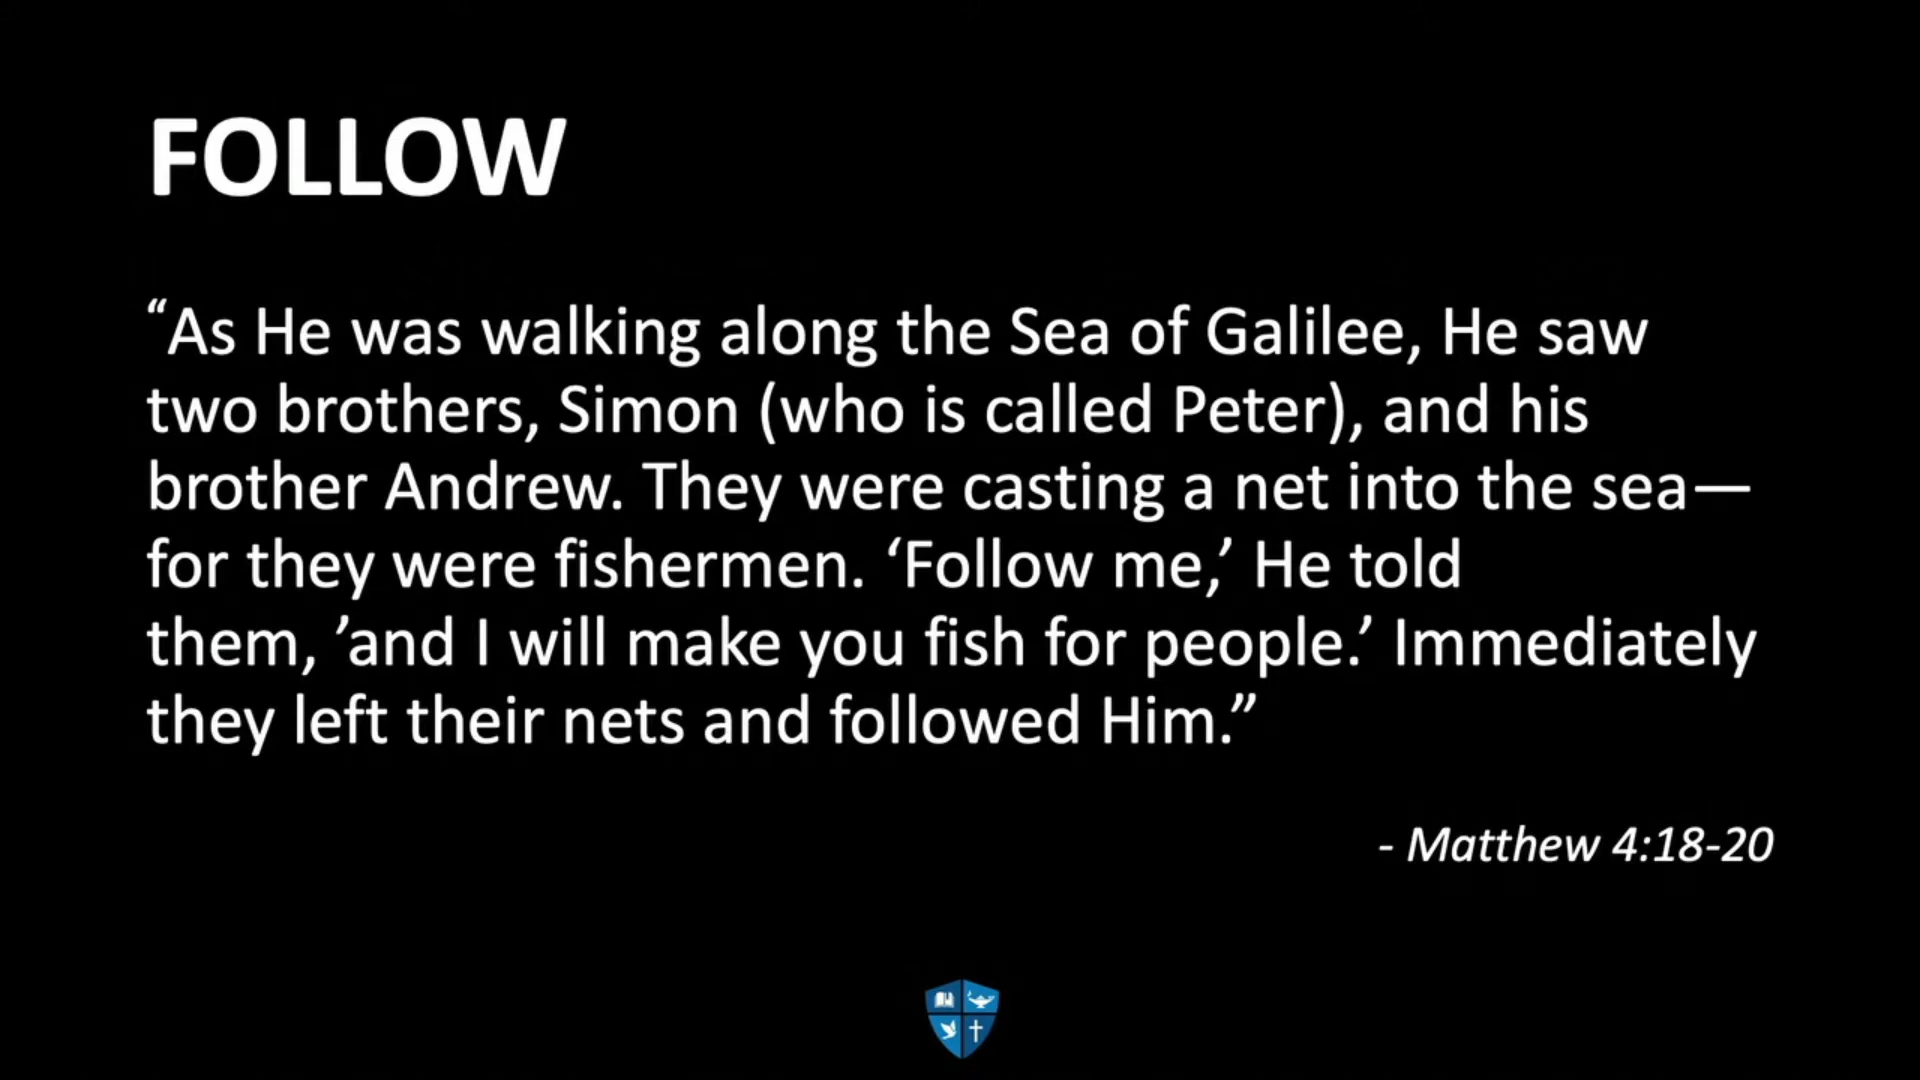 FOLLOW
“As He was walking along the Sea of Galilee, He saw
two brothers, Simon (who is called Peter), and his
brother Andrew. They were casting a net into the sea—
for they were fishermen. ‘Follow me,’ He told
them, ’and I will make you fish for people.’ Immediately
they left their nets and followed Him.”
- Matthew 4:18-20